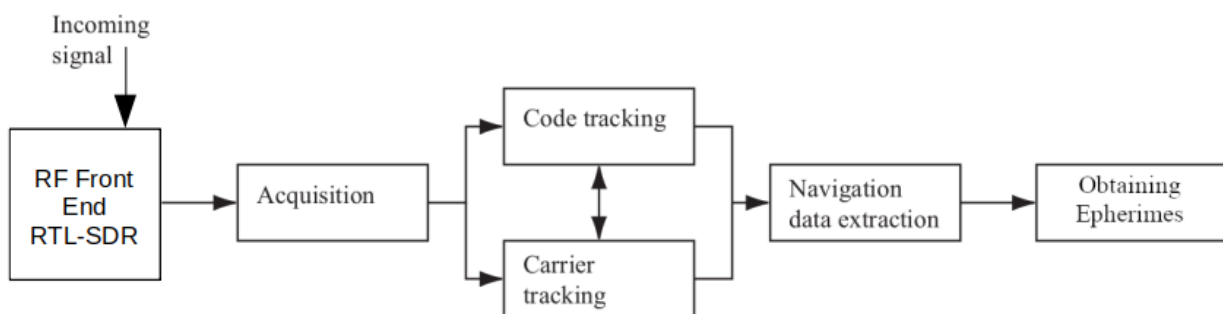 Incoming
signal
RF Front
End
RTL-SDR
Acquisition
Code tracking
Carrier
tracking
Navigation
data extraction
Obtaining
Epherimes